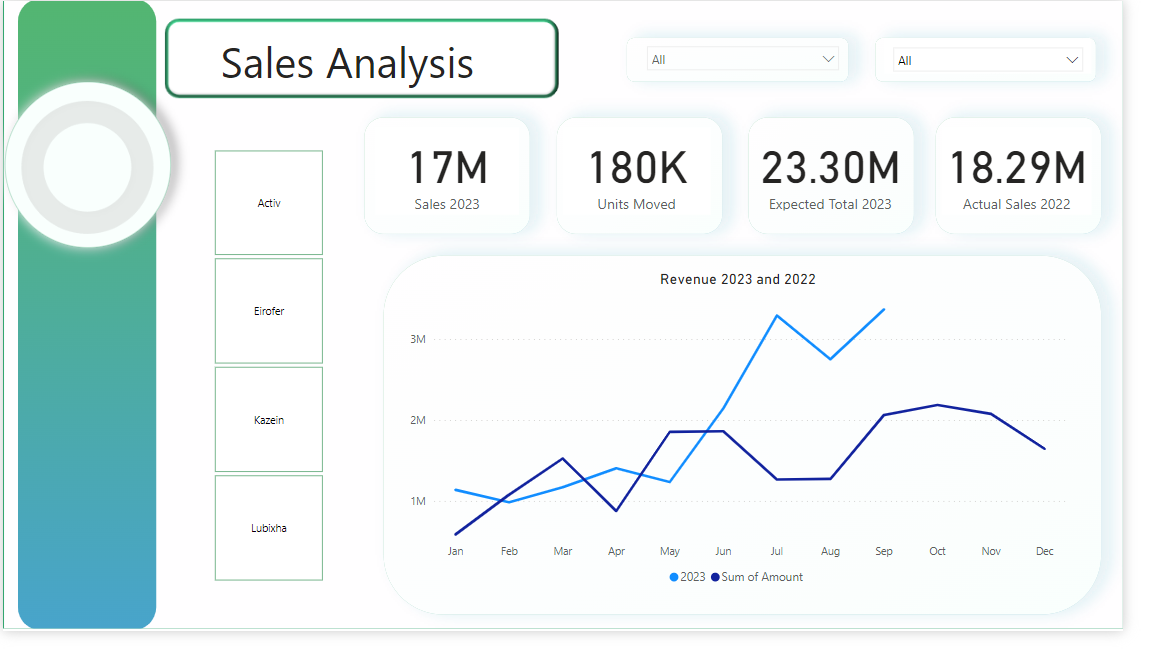 Sales Analysis
All
All
17M
Sales 2023
180K
Units Moved
23.30M
Expected Total 2023
18.29M
Actual Sales 2022
Activ
Eirofer
Kazein
Lubixha
Revenue 2023 and 2022
3M
2M
1M
Jan Feb Mar Apr May Jun Jul Aug Sep Oct Nov Dec
2023 Sum of Amount